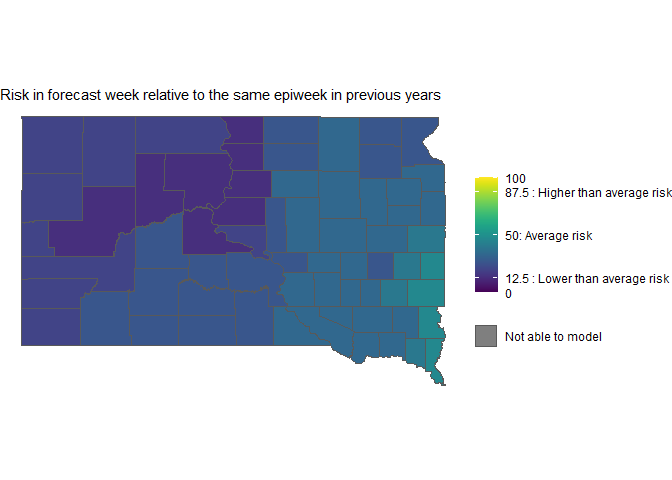 Risk in forecast week relative to the same epiweek in previous years
100
87.5 : Higher than average risk
50: Average risk
12.5 : Lower than average risk
0
Not able to model